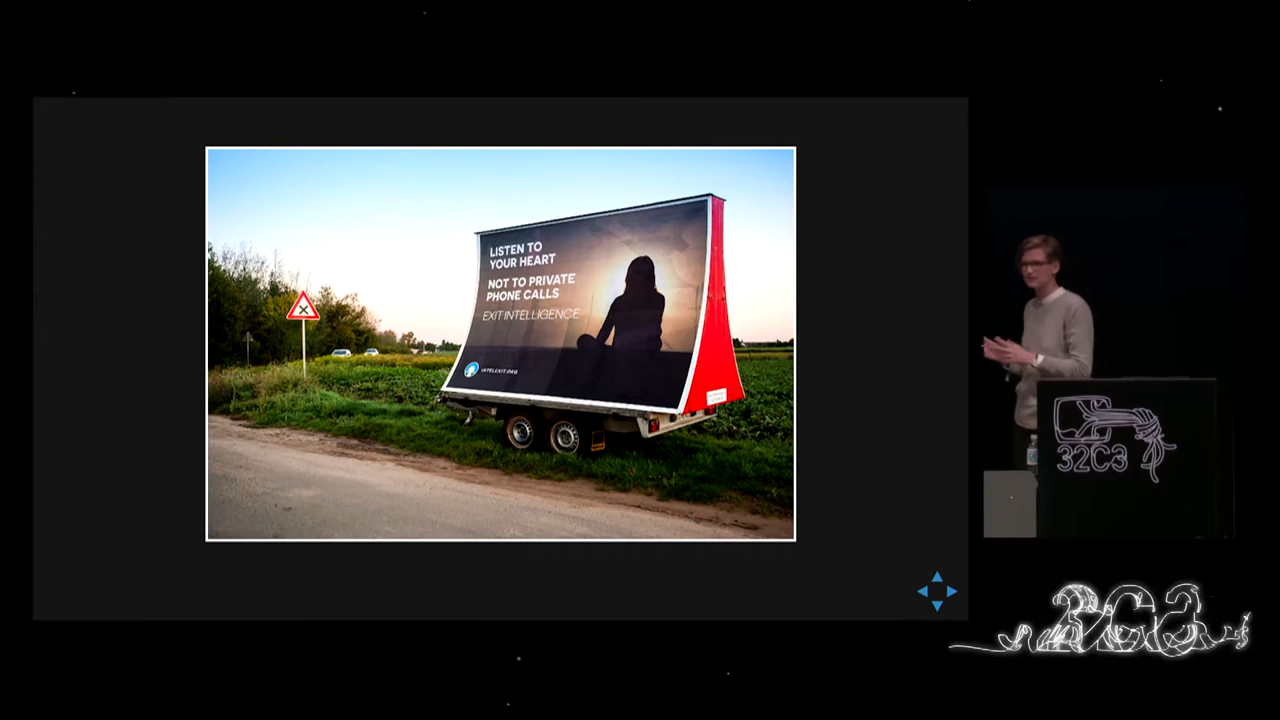 LISTEN TO
YOUR HEART
NOT TO PRIVATE
PHONE CALLS
EXIT INTELLIGENCE
INTELEXIT.ORG
32C3
32C3